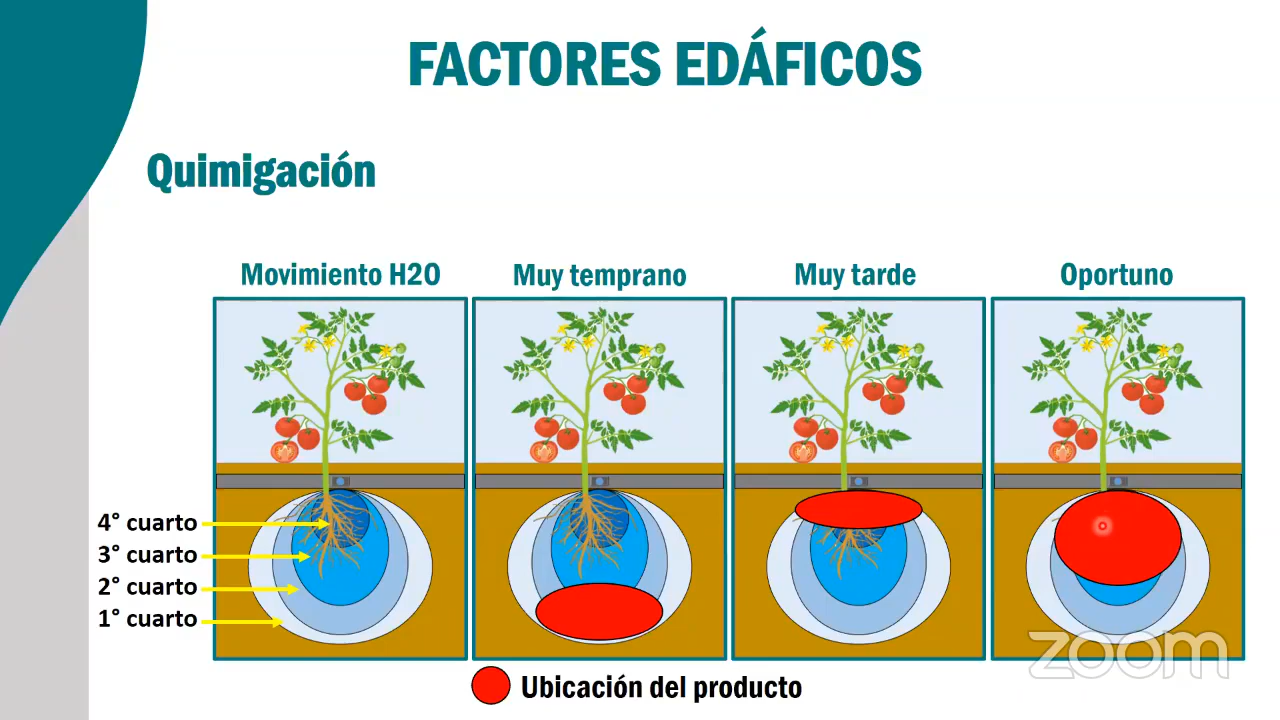 FACTORES EDÁFICOS
Quimigación
Movimiento H2O
Muy temprano
Muy tarde
Oportuno
4° cuarto
3° cuarto
2° cuarto
1° cuarto
Ubicación del producto
zoom